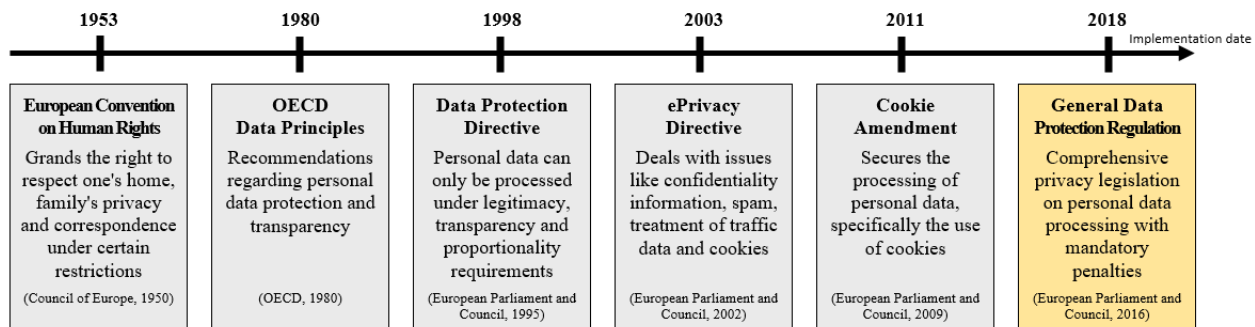 1953
1980
1998
2003
2011
2018
Implementation date
European Convention
on Human Rights
Grands the right to
respect one's home,
family's privacy
and correspondence
under certain
restrictions
(Council of Europe, 1950)
OECD
Data Principles
Recommendations
regarding personal
data protection and
transparency
(OECD, 1980)
Data Protection
Directive
Personal data can
only be processed
under legitimacy,
transparency and
proportionality
requirements
(European Parliament and
Council, 1995)
ePrivacy
Directive
Deals with issues
like confidentiality
information, spam,
treatment of traffic
data and cookies
(European Parliament and
Council, 2002)
Cookie
Amendment
Secures the
processing of
personal data,
specifically the use
of cookies
(European Parliament and
Council, 2009)
General Data
Protection Regulation
Comprehensive
privacy legislation
on personal data
processing with
mandatory
penalties
(European Parliament and
Council, 2016)